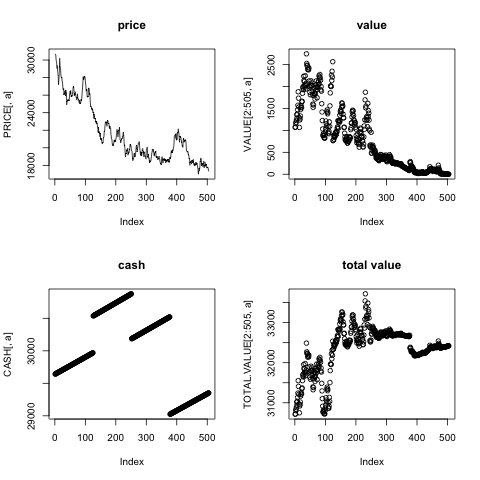 price
PRICE[, a]
18000 22000 24000 30000
0 100 200 300 400 500
Index
value
VALUE[2:505, a]
0 500 1500 2500
0 100 200 300 400 500
Index
cash
CASH[, a]
29000 30000
0 100 200 300 400 500
Index
total value
TOTAL.VALUE[2:505, a]
31000 32000 33000
0 100 200 300 400 500
Index